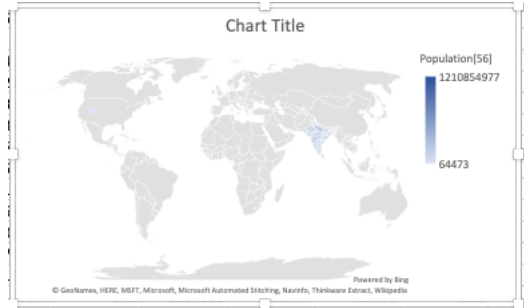 Chart Title
Population[56]
1210854977
64473
Powered by Bing
© GeoNames, HERE, MSFT, Microsoft, Microsoft Automated Stitching, Navinfo, Thinkware Extract, Wikipedia